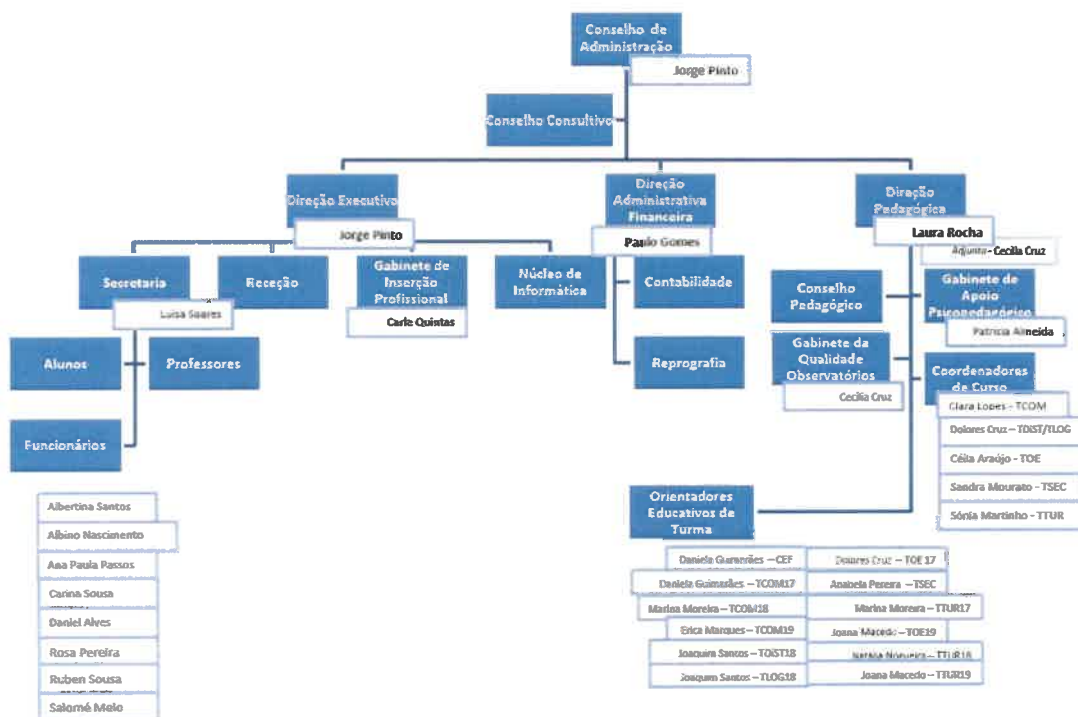 Conselho de
Administração
Jorge Pinto
Conselho Consultivo
Direção Executiva
Jorge Pinto
Direção
Administrativa
Financeira
Paulo Gomes
Direção
Pedagógica
Laura Rocha
Adjunta - Cecília Cruz
Secretaria
Luísa Soares
Receção
Gabinete de
Inserção
Profissional
Carla Quintas
Núcleo de
Informática
Contabilidade
Conselho
Pedagógico
Gabinete de
Apoio
Psicopedagógico
Patrícia Almeida
Alunos
Professores
Reprografia
Gabinete da
Qualidade
Observatórios
Cecília Cruz
Coordenadores
de Curso
Clara Lopes - TCOM
Dolores Cruz – TDIST/TLOG
Célia Araújo - TOE
Sandra Mourato - TSEC
Sónia Martinho - TTUR
Funcionários
Albertina Santos
Albino Nascimento
Ana Paula Passos
Carina Sousa
Daniel Alves
Rosa Pereira
Ruben Sousa
Salomé Melo
Orientadores
Educativos de
Turma
Daniela Guimarães – CEF
Dolores Cruz – TOE 17
Daniela Guimarães – TCOM17
Anabela Pereira – TSEC
Marina Moreira – TCOM18
Marina Moreira – TTUR17
Erica Marques – TCOM19
Joana Macedo – TOE19
Joaquim Santos – TDIST18
Nogueira – TTUR18
Joaquim Santos – TLOG18
Joana Macedo – TTUR19